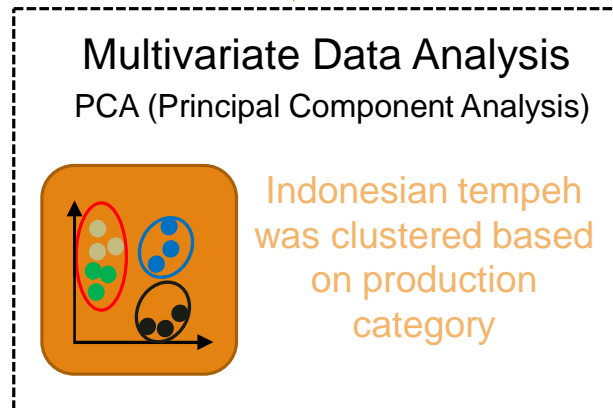 Multivariate Data Analysis
PCA (Principal Component Analysis)
Indonesian tempeh
was clustered based
on production
category